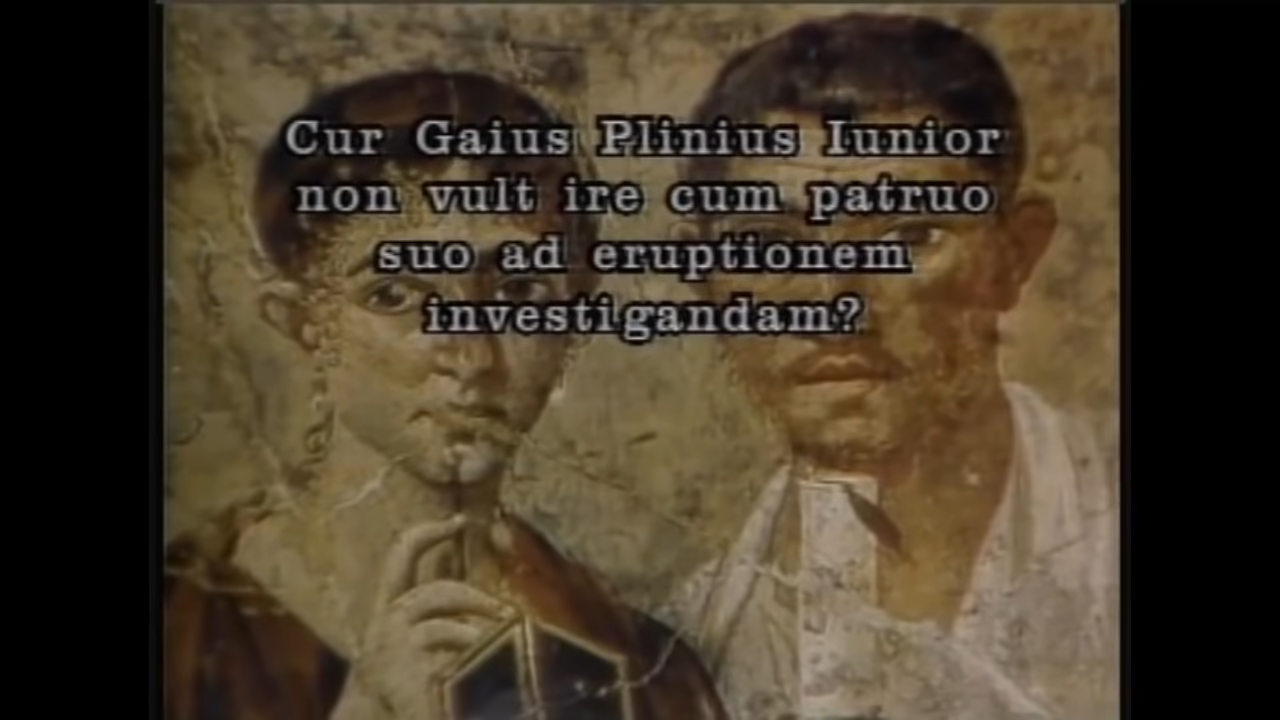 Cur Gaius Plinius Iunior
non vult ire cum patruo
suo ad eruptionem
investigandam?